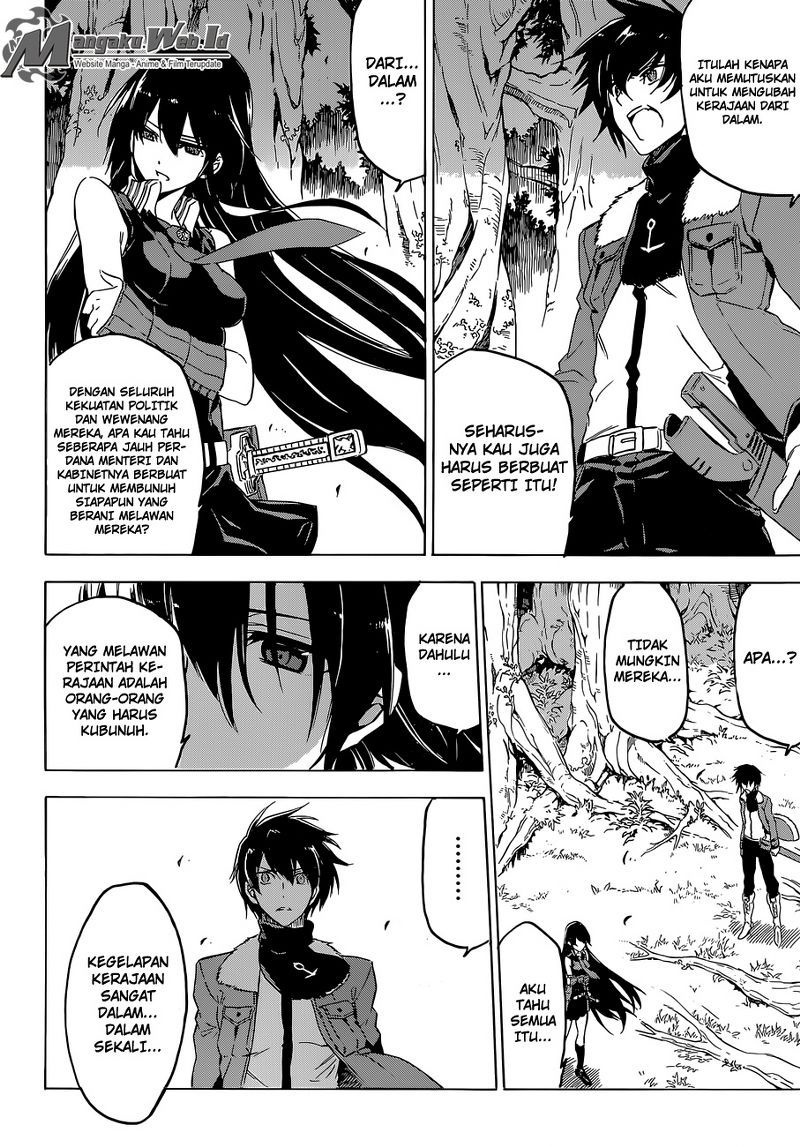 Mangaku.Web.Id
Website Manga - Anime & Film Terupdate
ITULAH KENAPA
AKU MEMUTUSKAN
UNTUK MENGUBAH
KERAJAAN DARI
DALAM.
SEHARUS-
NYA KAU JUGA
HARUS BERBUAT
SEPERTI ITU!
DARI...
DALAM
...?
DENGAN SELURUH
KEKUATAN POLITIK
DAN WEWENANG
MEREKA, APA KAU TAHU
SEBERAPA JAUH PER-
DANA MENTERI DAN
KABINETNYA BERBUAT
UNTUK MEMBUNUH
SIAPAPUN YANG
BERANI MELAWAN
MEREKA?
APA...?
TIDAK
MUNGKIN
MEREKA...
AKU
TAHU
SEMUA
ITU...
KARENA
DAHULU
...
YANG MELAWAN
PERINTAH KE-
RAJAAN ADALAH
ORANG-ORANG
YANG HARUS
KUBUNUH.
........
KEGELAPAN
KERAJAAN
SANGAT
DALAM...
DALAM
SEKALI...